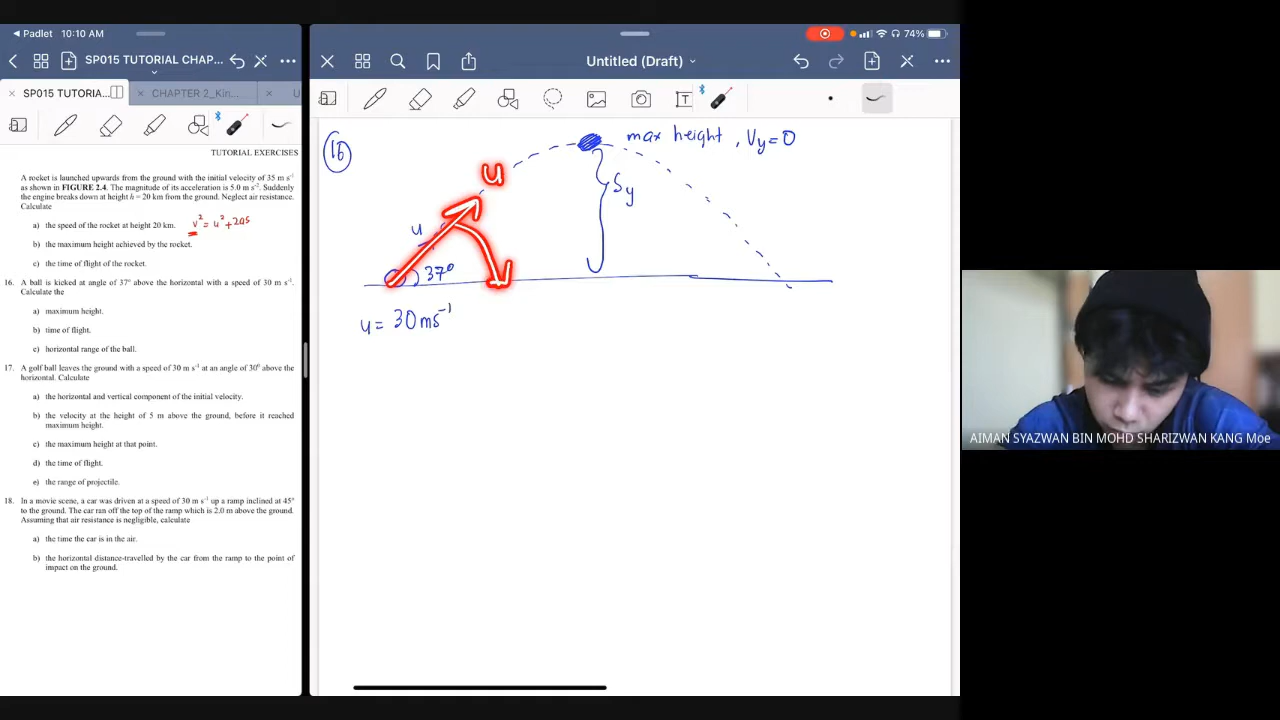 Padlet 10:10 AM
74%
SP015 TUTORIAL CHAP...
Untitled (Draft)
SP015 TUTORIA...
CHAPTER 2_Kin...
U
T
TUTORIAL EXERCISES
A rocket is launched upwards from the ground with the initial velocity of 35 m s⁻¹
as shown in FIGURE 2.4. The magnitude of its acceleration is 5.0 m s⁻². Suddenly
the engine breaks down at height h = 20 km from the ground. Neglect air resistance.
Calculate
a) the speed of the rocket at height 20 km. v² = u² + 2as
b) the maximum height achieved by the rocket.
c) the time of flight of the rocket.
16. A ball is kicked at angle of 37° above the horizontal with a speed of 30 m s⁻¹.
Calculate the
a) maximum height.
b) time of flight.
c) horizontal range of the ball.
17. A golf ball leaves the ground with a speed of 30 m s⁻¹ at an angle of 30⁰ above the
horizontal. Calculate
a) the horizontal and vertical component of the initial velocity.
b) the velocity at the height of 5 m above the ground, before it reached
maximum height.
c) the maximum height at that point.
d) the time of flight.
e) the range of projectile.
18. In a movie scene, a car was driven at a speed of 30 m s⁻¹ up a ramp inclined at 45°
to the ground. The car ran off the top of the ramp which is 2.0 m above the ground.
Assuming that air resistance is negligible, calculate
a) the time the car is in the air.
b) the horizontal distance-travelled by the car from the ramp to the point of
impact on the ground.
16
max height , Vy = 0
u
Sy
u
37°
u = 30ms⁻¹
AIMAN SYAZWAN BIN MOHD SHARIZWAN KANG Moe